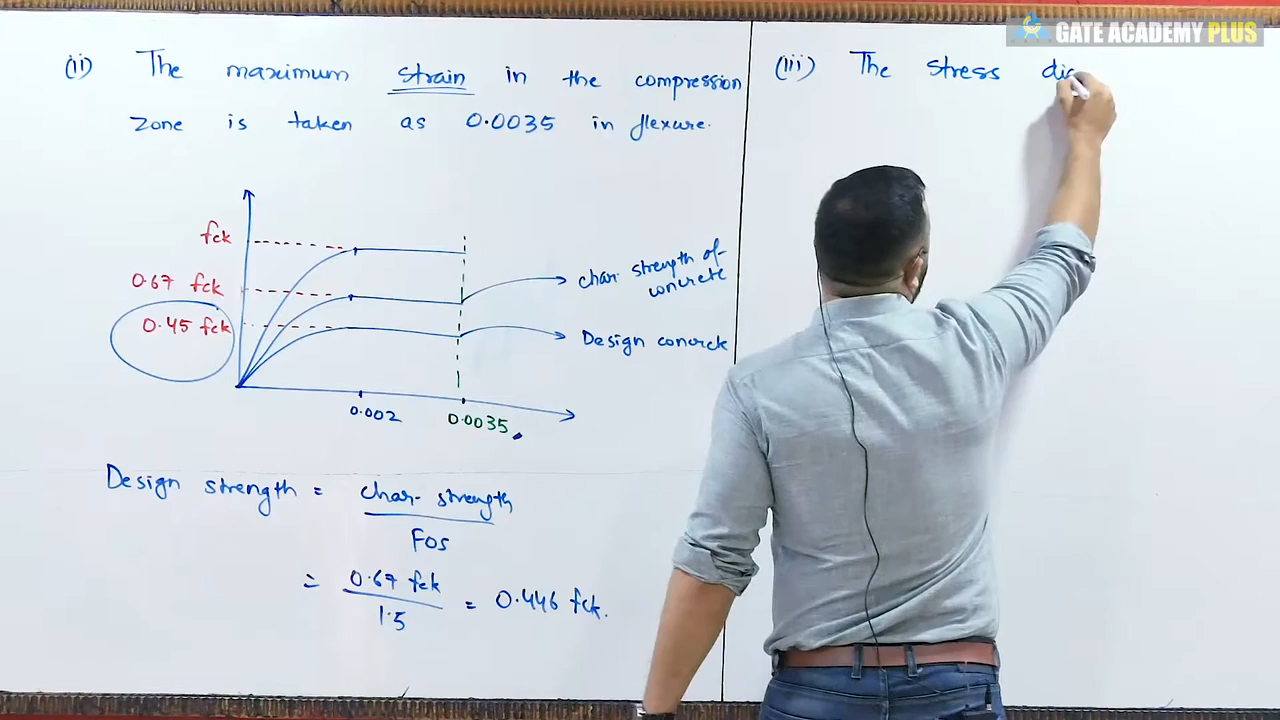 GATE ACADEMY PLUS
(ii) The maximum strain in the compression
zone is taken as 0.0035 in flexure.
fck
0.67 fck
0.45 fck
char. strength of
concrete
Design concrete
0.002
0.0035
Design strength = char. strength
FOS
= 0.67 fck
1.5
= 0.446 fck.
(iii) The stress dis